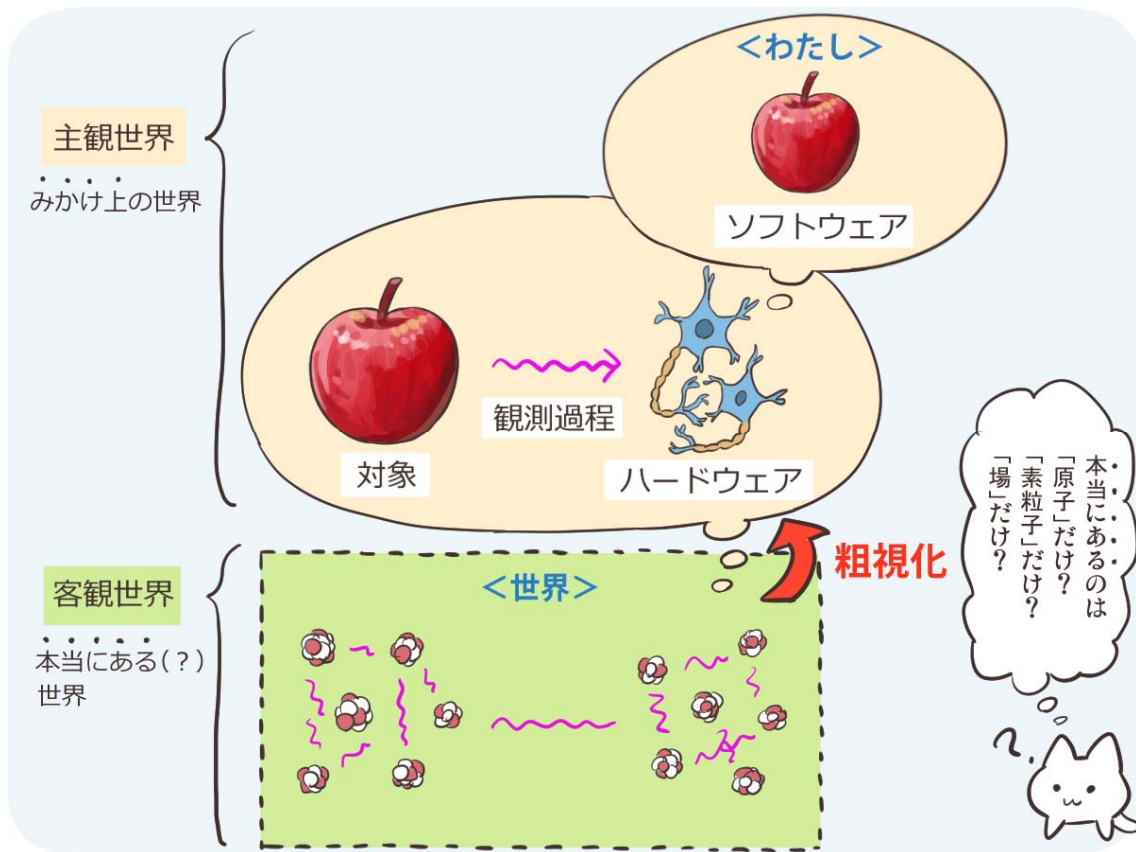 <わたし>
主観世界
みかけ上の世界
ソフトウェア
観測過程
対象
ハードウェア
粗視化
客観世界
本当にある(?)
世界
<世界>
本当にあるのは
「原子」だけ?
「素粒子」だけ?
「場」だけ?
?